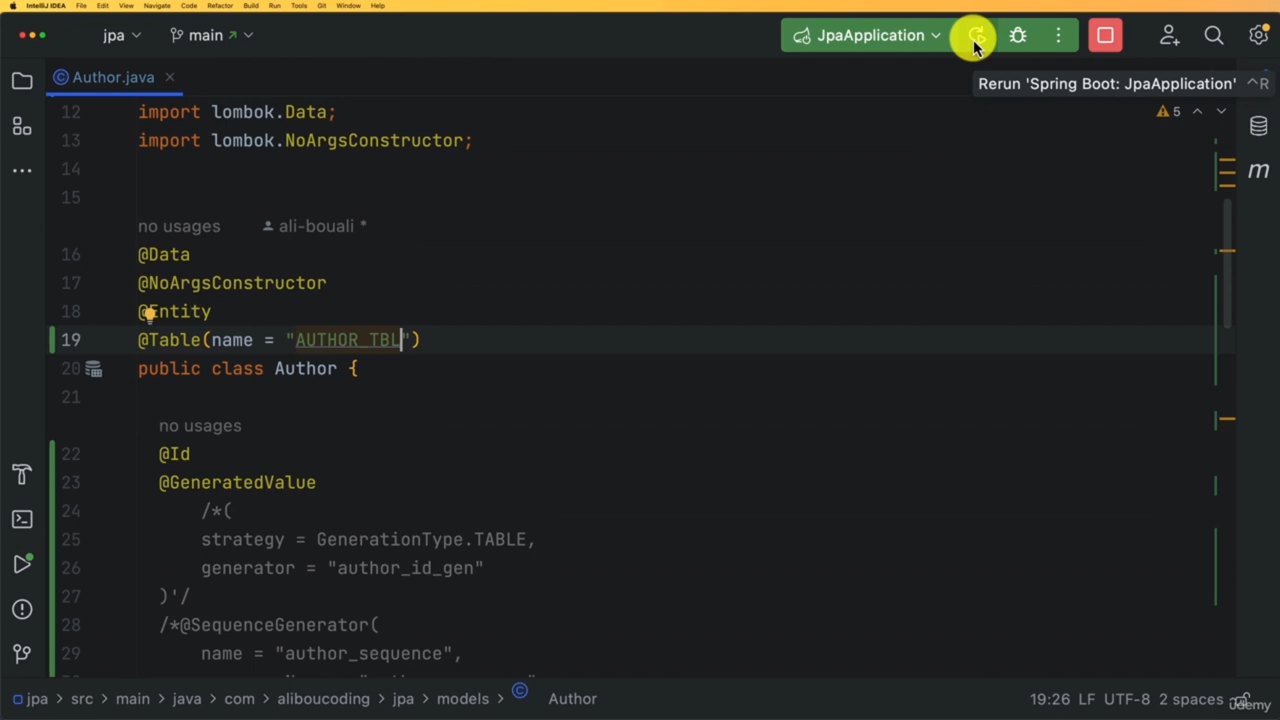 IntelliJ IDEA File Edit View Navigate Code Refactor Build Run Tools Git Window Help
jpa main JpaApplication
Author.java
Rerun 'Spring Boot: JpaApplication' ^R
12 import lombok.Data; 5
13 import lombok.NoArgsConstructor;
14
15
no usages ali-bouali *
16 @Data
17 @NoArgsConstructor
18 @Entity
19 @Table(name = "AUTHOR_TBL")
20 public class Author {
21
no usages
22 @Id
23 @GeneratedValue
24 /*(
25 strategy = GenerationType.TABLE,
26 generator = "author_id_gen"
27 )'/
28 /*@SequenceGenerator(
29 name = "author_sequence",
jpa > src > main > java > com > aliboucoding > jpa > models > Author 19:26 LF UTF-8 2 spaces
udemy